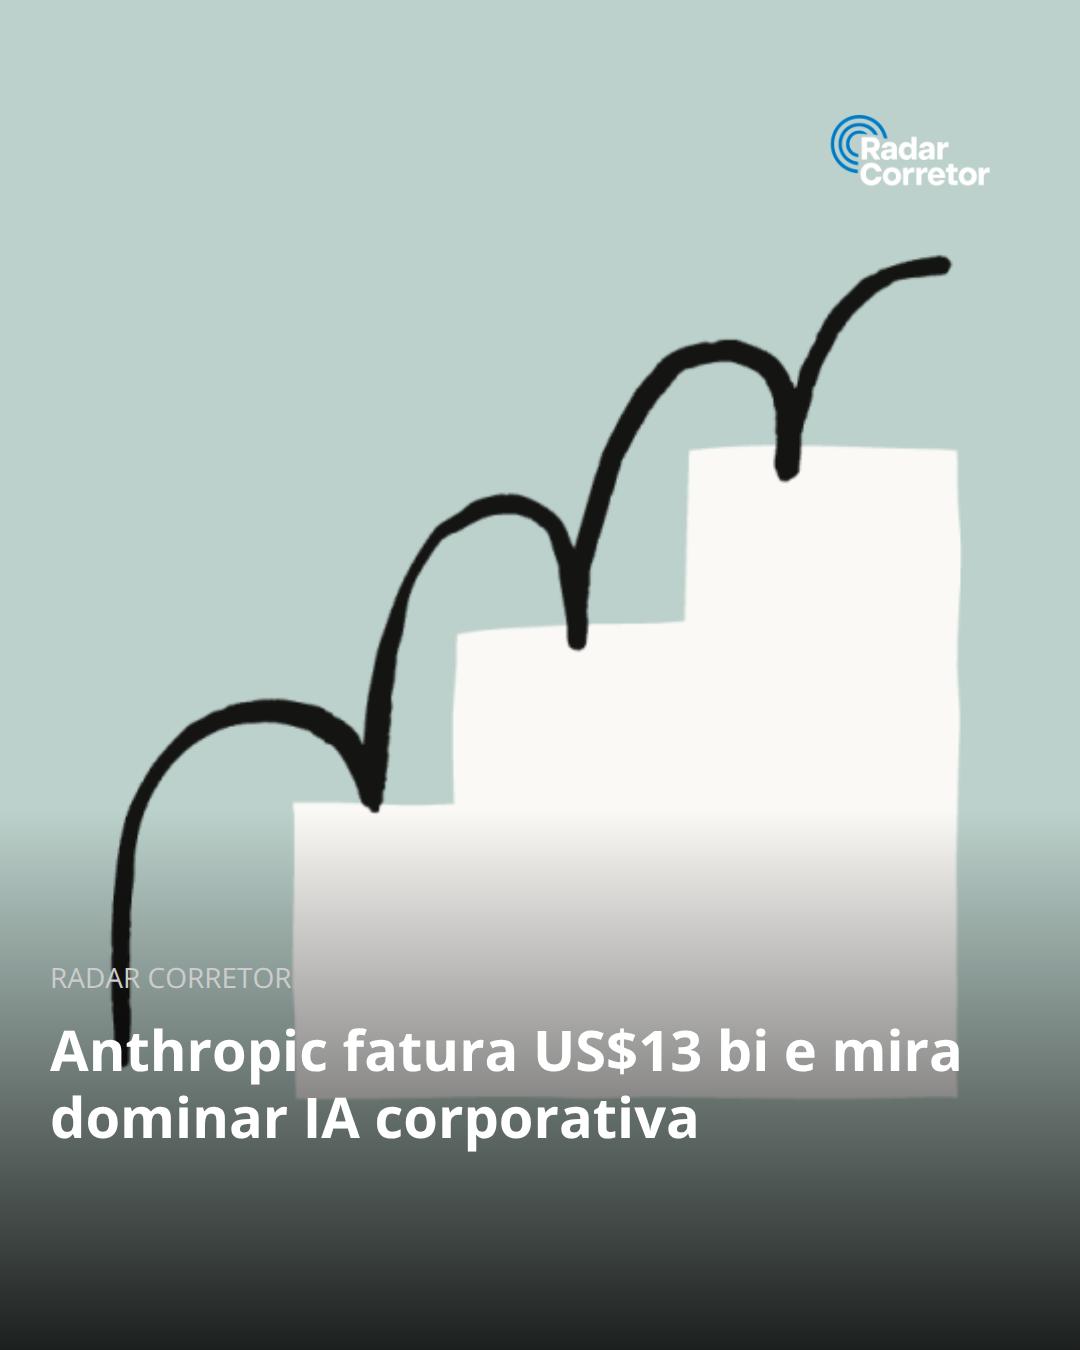 Radar
Corretor
RADAR CORRETOR
Anthropic fatura US$13 bi e mira
dominar IA corporativa